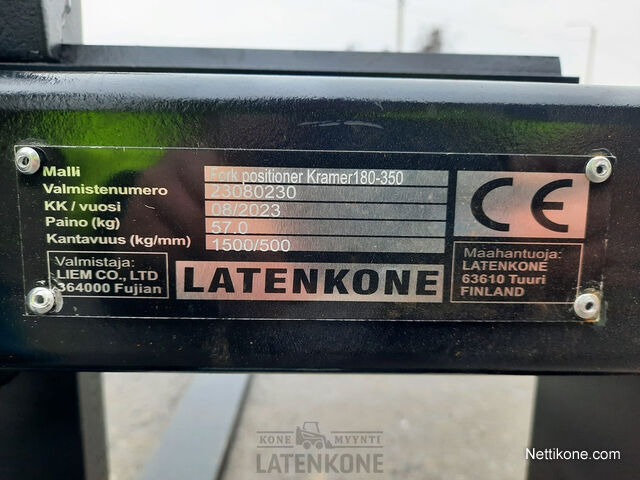 Malli Fork positioner Kramer180-350
Valmistenumero 23080230
KK / vuosi 08/2023
Paino (kg) 57.0
Kantavuus (kg/mm) 1500/500
CE
Valmistaja:
LIEM CO., LTD
364000 Fujian
LATENKONE
Maahantuoja:
LATENKONE
63610 Tuuri
FINLAND
KONE MYYNTI
LATENKONE
Nettikone.com